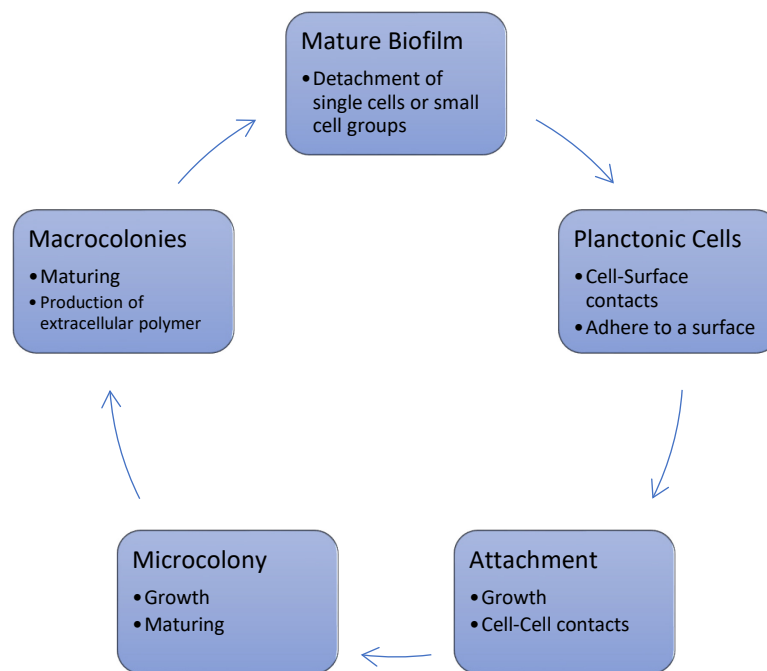 Mature Biofilm
•Detachment of
single cells or small
cell groups
Planctonic Cells
•Cell-Surface
contacts
•Adhere to a surface
Attachment
•Growth
•Cell-Cell contacts
Microcolony
•Growth
•Maturing
Macrocolonies
•Maturing
•Production of
extracellular polymer